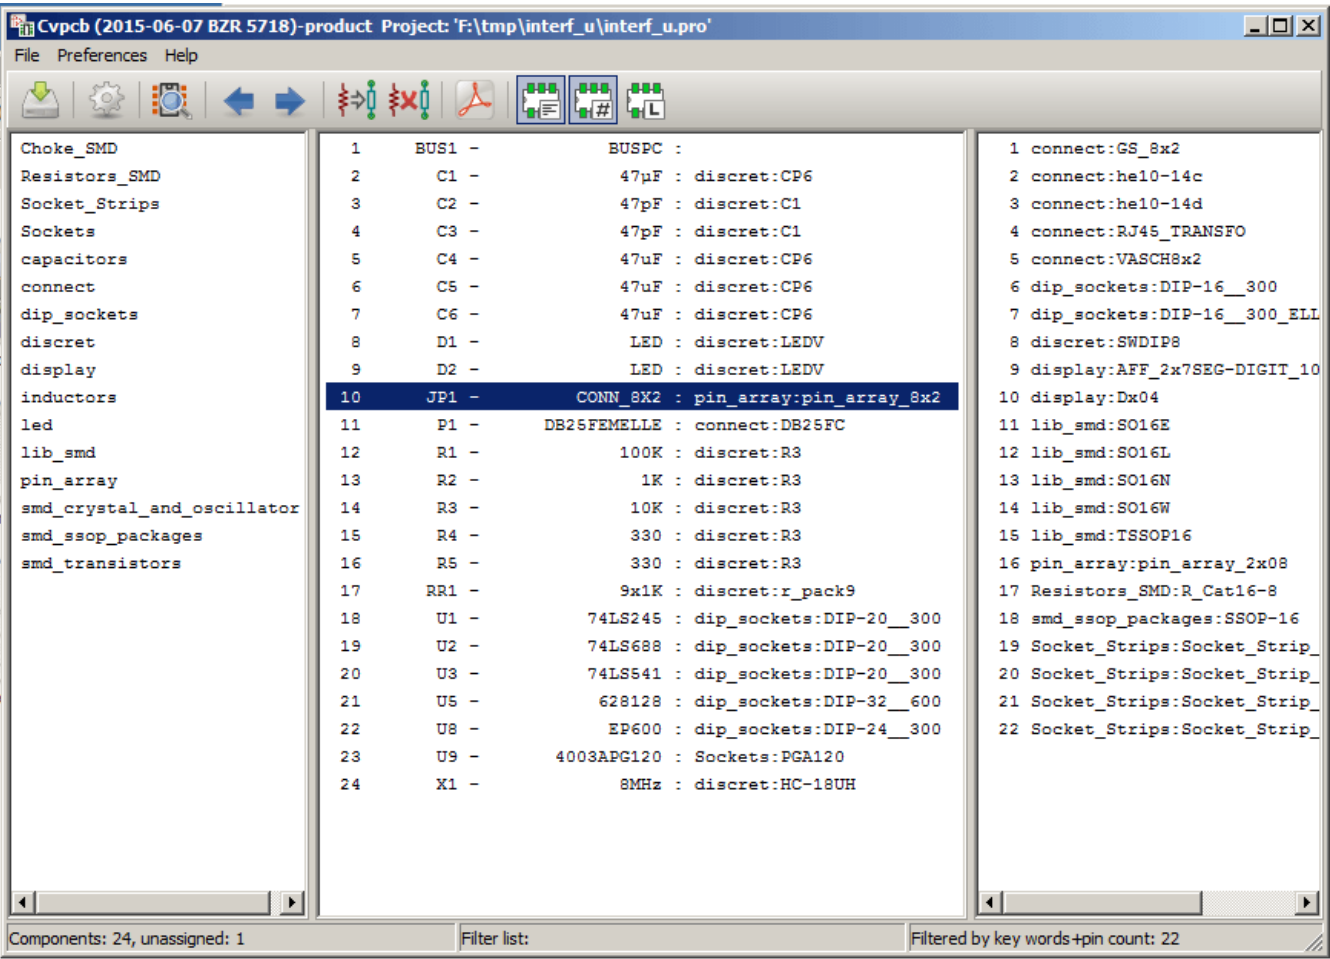 Cvpcb (2015-06-07 BZR 5718)-product Project: 'F:\tmp\interf_u\interf_u.pro'
File Preferences Help
Choke_SMD
Resistors_SMD
Socket_Strips
Sockets
capacitors
connect
dip_sockets
discret
display
inductors
led
lib_smd
pin_array
smd_crystal_and_oscillator
smd_ssop_packages
smd_transistors
1 BUS1 - BUSPC :
2 C1 - 47µF : discret:CP6
3 C2 - 47pF : discret:C1
4 C3 - 47pF : discret:C1
5 C4 - 47uF : discret:CP6
6 C5 - 47uF : discret:CP6
7 C6 - 47uF : discret:CP6
8 D1 - LED : discret:LEDV
9 D2 - LED : discret:LEDV
10 JP1 - CONN_8X2 : pin_array:pin_array_8x2
11 P1 - DB25FEMELLE : connect:DB25FC
12 R1 - 100K : discret:R3
13 R2 - 1K : discret:R3
14 R3 - 10K : discret:R3
15 R4 - 330 : discret:R3
16 R5 - 330 : discret:R3
17 RR1 - 9x1K : discret:r_pack9
18 U1 - 74LS245 : dip_sockets:DIP-20__300
19 U2 - 74LS688 : dip_sockets:DIP-20__300
20 U3 - 74LS541 : dip_sockets:DIP-20__300
21 U5 - 628128 : dip_sockets:DIP-32__600
22 U8 - EP600 : dip_sockets:DIP-24__300
23 U9 - 4003APG120 : Sockets:PGA120
24 X1 - 8MHz : discret:HC-18UH
1 connect:GS_8x2
2 connect:he10-14c
3 connect:he10-14d
4 connect:RJ45_TRANSFO
5 connect:VASCH8x2
6 dip_sockets:DIP-16__300
7 dip_sockets:DIP-16__300_ELL
8 discret:SWDIP8
9 display:AFF_2x7SEG-DIGIT_10
10 display:Dx04
11 lib_smd:SO16E
12 lib_smd:SO16L
13 lib_smd:SO16N
14 lib_smd:SO16W
15 lib_smd:TSSOP16
16 pin_array:pin_array_2x08
17 Resistors_SMD:R_Cat16-8
18 smd_ssop_packages:SSOP-16
19 Socket_Strips:Socket_Strip_
20 Socket_Strips:Socket_Strip_
21 Socket_Strips:Socket_Strip_
22 Socket_Strips:Socket_Strip_
Components: 24, unassigned: 1
Filter list:
Filtered by key words+pin count: 22